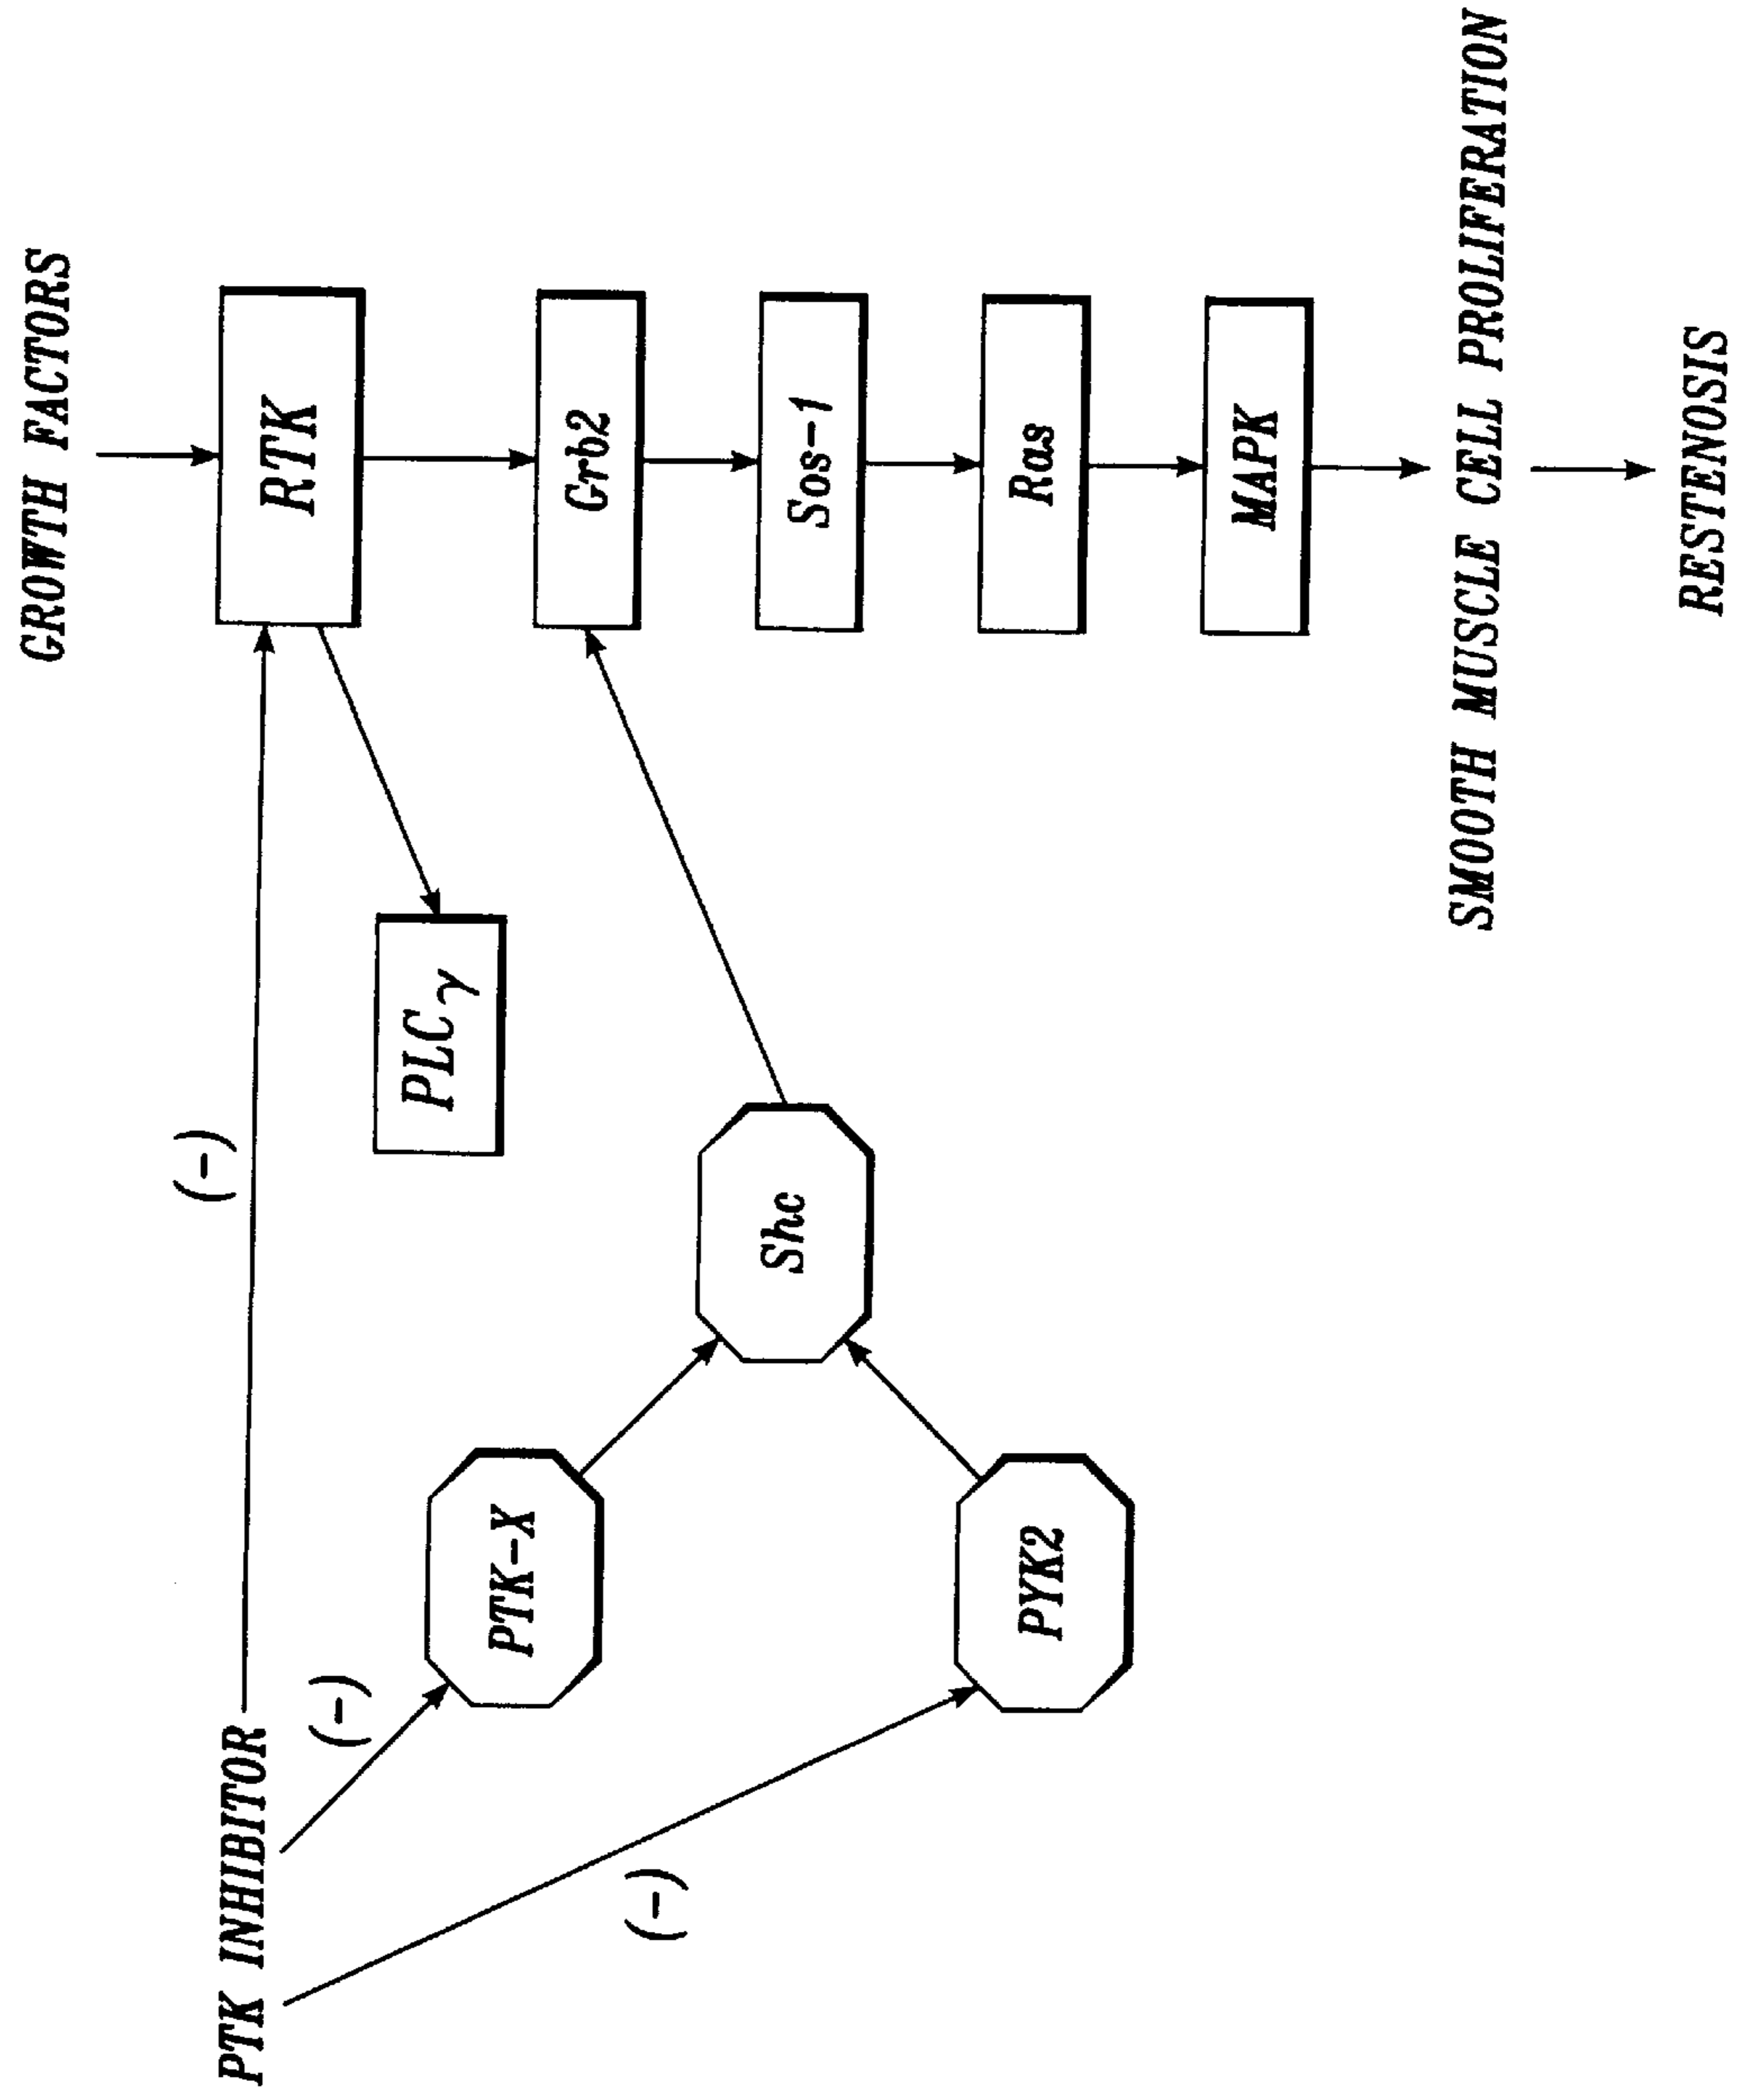 GROWTH FACTORS
RTK
Grb2
Sos-1
Ras
MAPK
SMOOTH MUSCLE CELL PROLIFERATION
RESTENOSIS
PTK INHIBITOR
(-)
(-)
(-)
PLCγ
PTK-X
PYK2
Shc